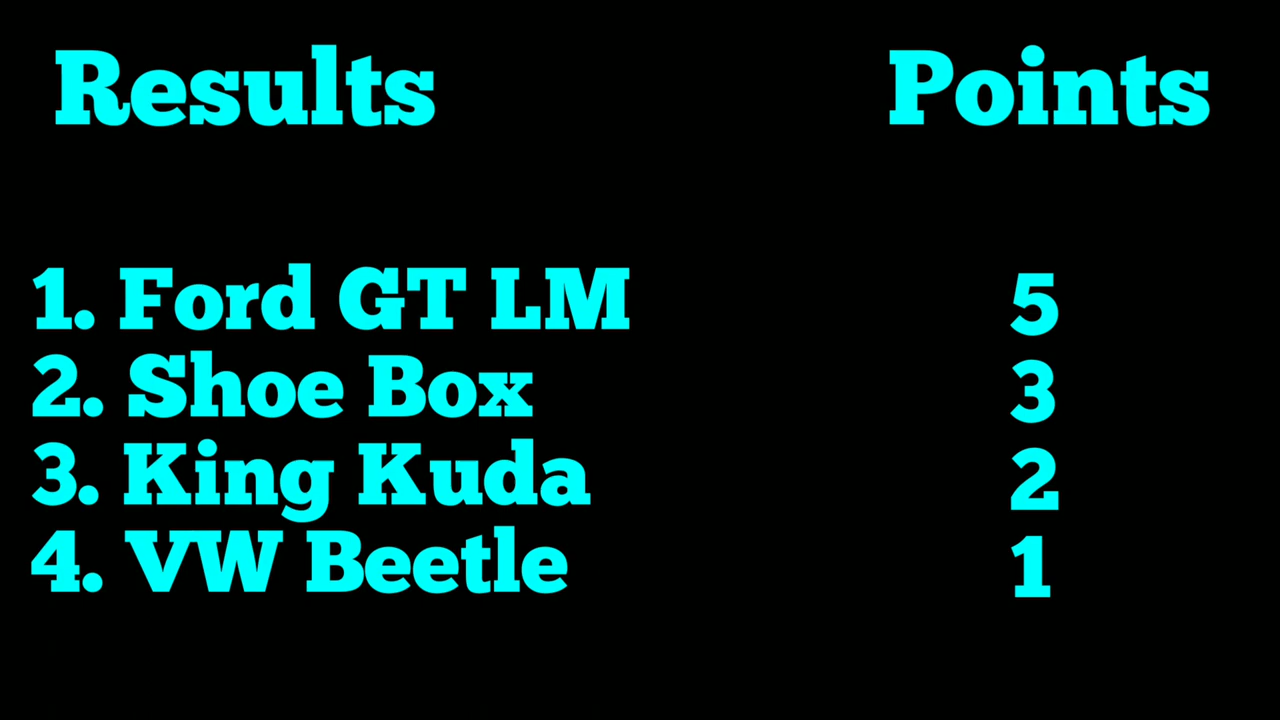 Results Points
1. Ford GT LM 5
2. Shoe Box 3
3. King Kuda 2
4. VW Beetle 1